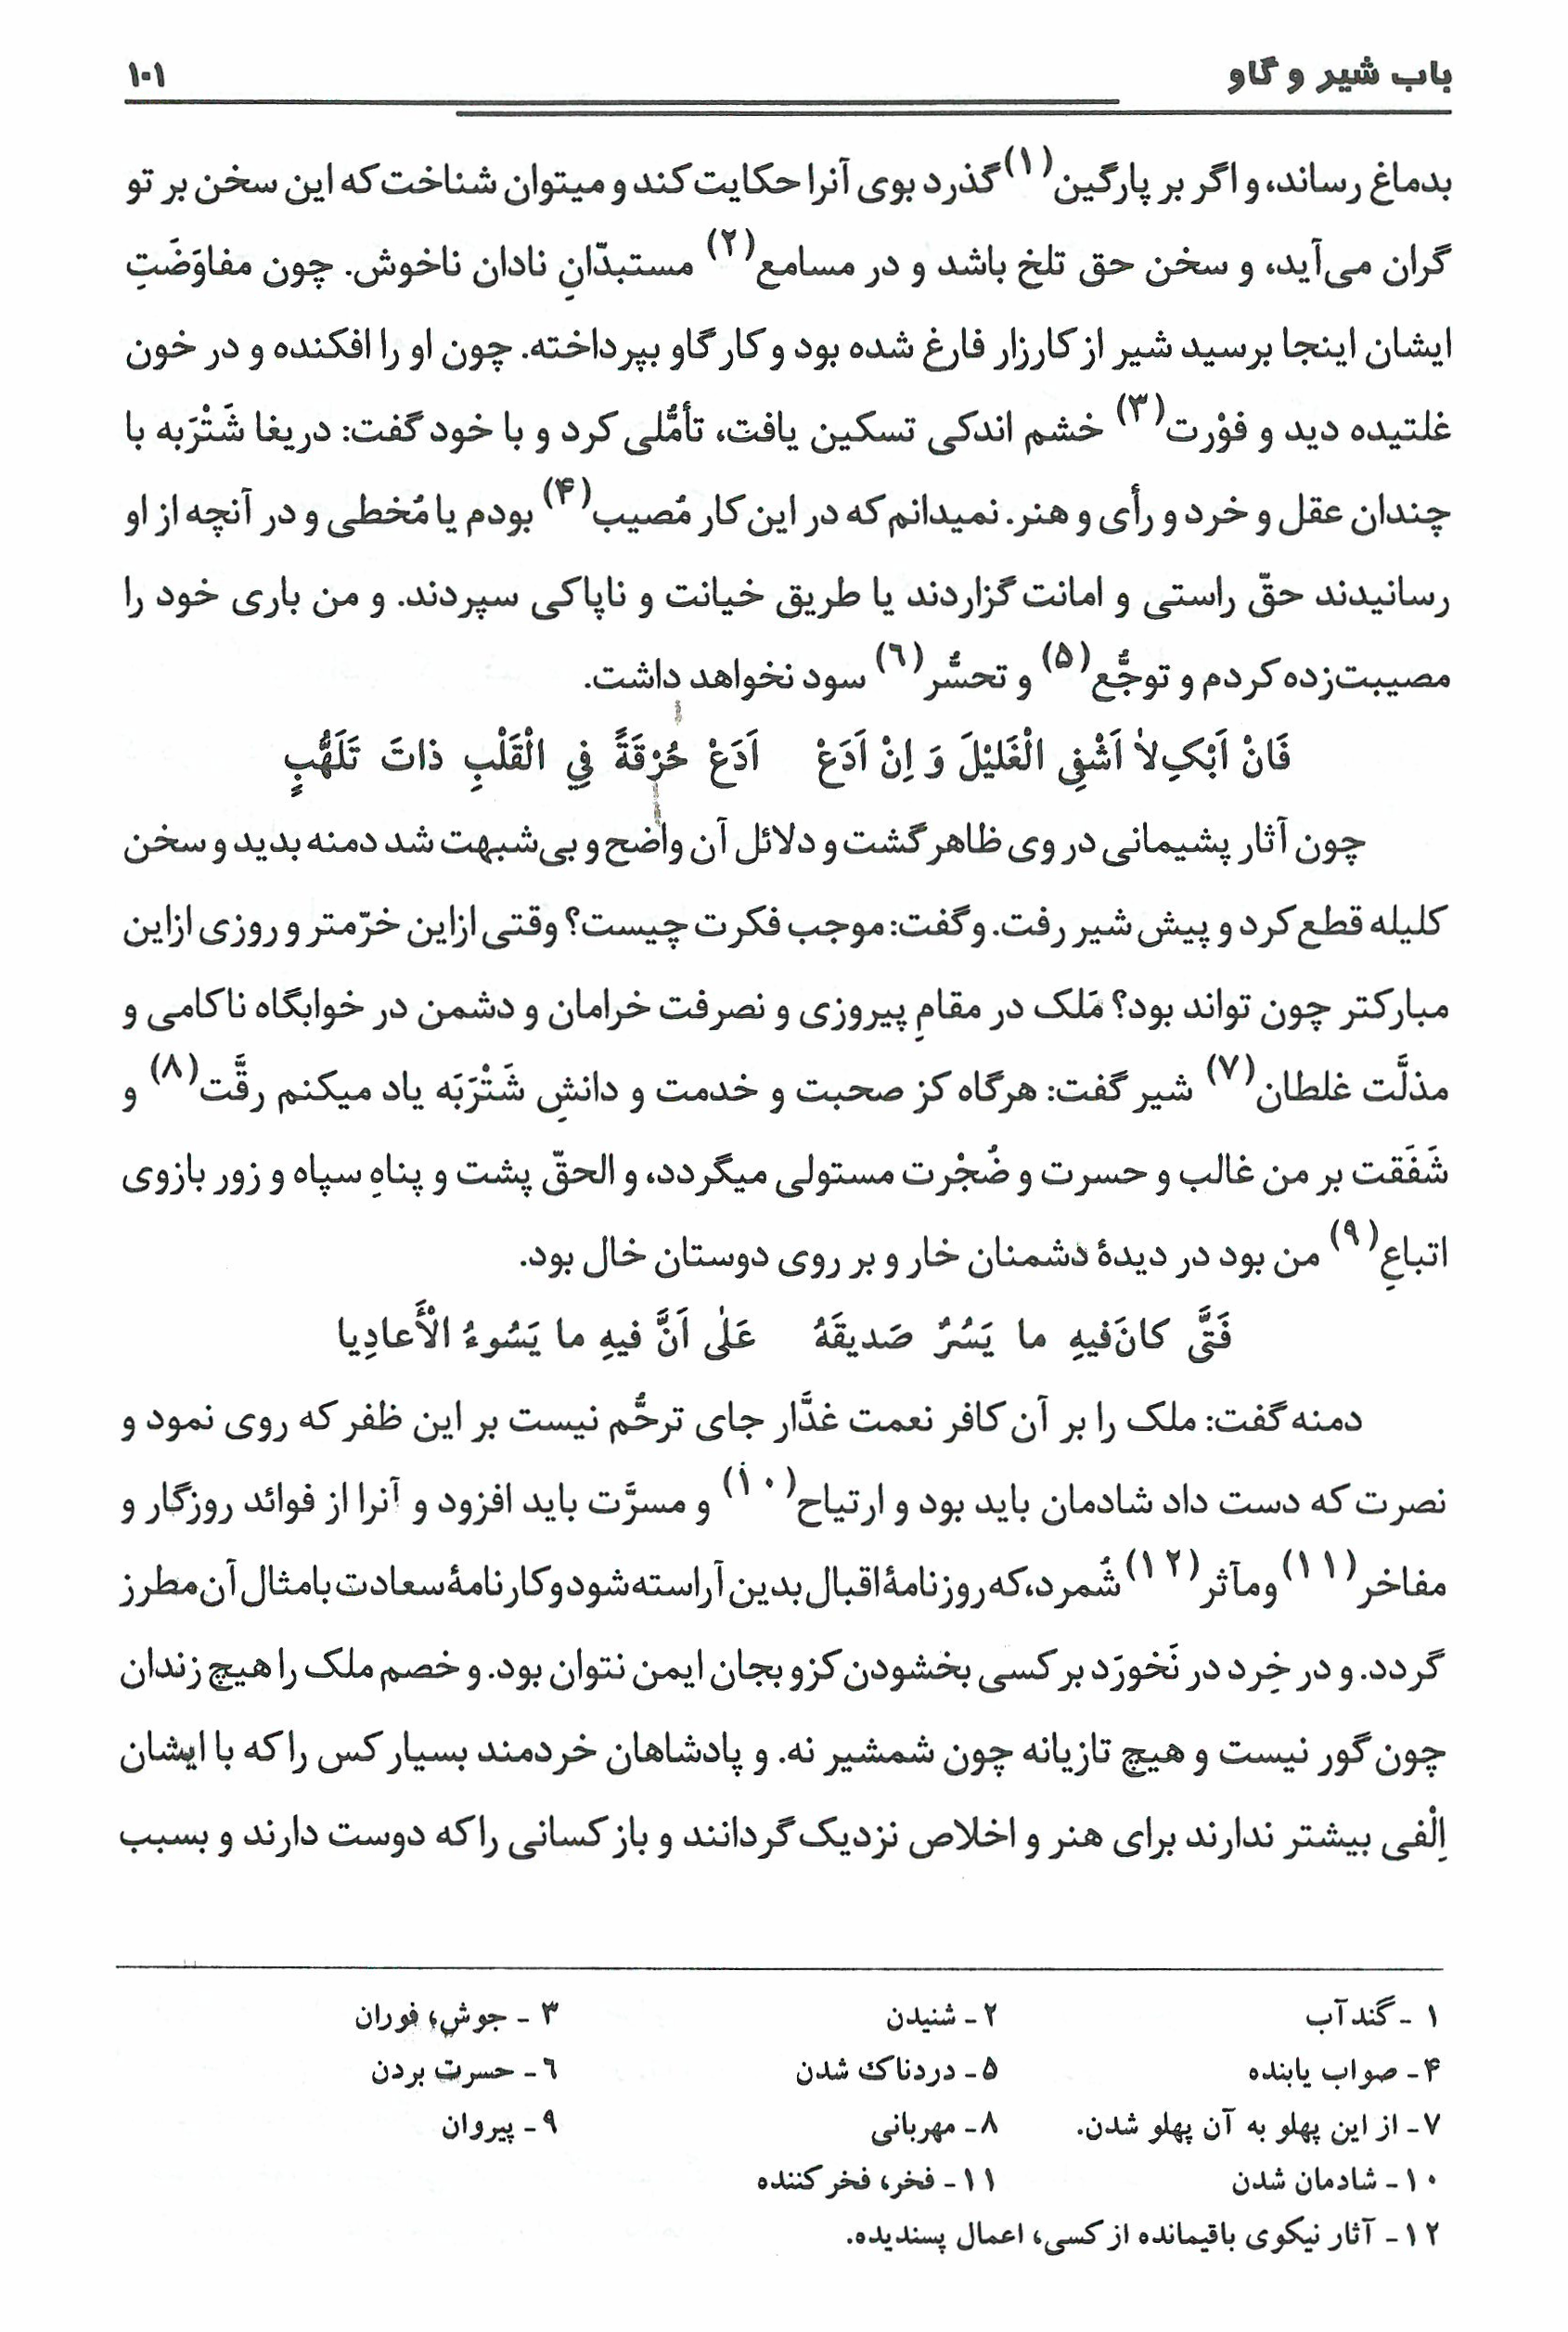 باب شیر و گاو
۱۰۱
بدماغ رساند، و اگر بر پارگین(۱) گذرد بوی آنرا حکایت کند و میتوان شناخت که این سخن بر تو
گران می‌آید، و سخن حق تلخ باشد و در مسامع(۲) مستبدّانِ نادان ناخوش. چون مفاوَضَتِ
ایشان اینجا برسید شیر از کارزار فارغ شده بود و کار گاو بپرداخته. چون او را افکنده و در خون
غلتیده دید و فوْرت(۳) خشم اندکی تسکین یافت، تأمُّلی کرد و با خود گفت: دریغا شَتْرَبه با
چندان عقل و خرد و رأی و هنر. نمیدانم که در این کار مُصیب(۴) بودم یا مُخطی و در آنچه از او
رسانیدند حقّ راستی و امانت گزاردند یا طریق خیانت و ناپاکی سپردند. و من باری خود را
مصیبت‌زده کردم و توجُّع(۵) و تحسُّر(۶) سود نخواهد داشت.
فَانْ اَبْکِ لاٰ اَشْفِی الْغَلیْلَ وَ اِنْ اَدَعْ اَدَعْ حُرْقَةً فِي الْقَلْبِ ذاتَ تَلَهُّبٍ
چون آثار پشیمانی در وی ظاهر گشت و دلائل آن واضح و بی‌شبهت شد دمنه بدید و سخن
کلیله قطع کرد و پیش شیر رفت. و گفت: موجب فکرت چیست؟ وقتی ازاین خرّمتر و روزی ازاین
مبارکتر چون تواند بود؟ مَلک در مقامِ پیروزی و نصرفت خرامان و دشمن در خوابگاه ناکامی و
مذلَّت غلطان(۷) شیر گفت: هرگاه کز صحبت و خدمت و دانشِ شَتْرَبَه یاد میکنم رقَّت(۸) و
شَفَقت بر من غالب و حسرت و ضُجْرت مستولی میگردد، و الحقّ پشت و پناهِ سپاه و زور بازوی
اتباعِ(۹) من بود در دیدهٔ دشمنان خار و بر روی دوستان خال بود.
فَتًّی کانَ فیهِ ما یَسُرُّ صَدیقَهُ عَلٰی اَنَّ فیهِ ما یَسُوءُ الْأَعادِیا
دمنه گفت: ملک را بر آن کافر نعمت غدَّار جای ترحُّم نیست بر این ظفر که روی نمود و
نصرت که دست داد شادمان باید بود و ارتیاح(۱۰) و مسرَّت باید افزود و آنرا از فوائد روزگار و
مفاخر(۱۱) و مآثر(۱۲) شُمرد، که روزنامهٔ اقبال بدین آراسته شود و کارنامهٔ سعادت بامثال آن مطرز
گردد. و در خِرد در نَخورَد بر کسی بخشودن کزو بجان ایمن نتوان بود. و خصم ملک را هیچ زندان
چون گور نیست و هیچ تازیانه چون شمشیر نه. و پادشاهان خردمند بسیار کس را که با ایشان
اِلْفی بیشتر ندارند برای هنر و اخلاص نزدیک گردانند و باز کسانی را که دوست دارند و بسبب
۱ - گند آب ۲ - شنیدن ۳ - جوش، فوران
۴ - صواب یابنده ۵ - دردناک شدن ۶ - حسرت بردن
۷ - از این پهلو به آن پهلو شدن. ۸ - مهربانی ۹ - پیروان
۱۰ - شادمان شدن ۱۱ - فخر، فخر کننده
۱۲ - آثار نیکوی باقیمانده از کسی، اعمال پسندیده.